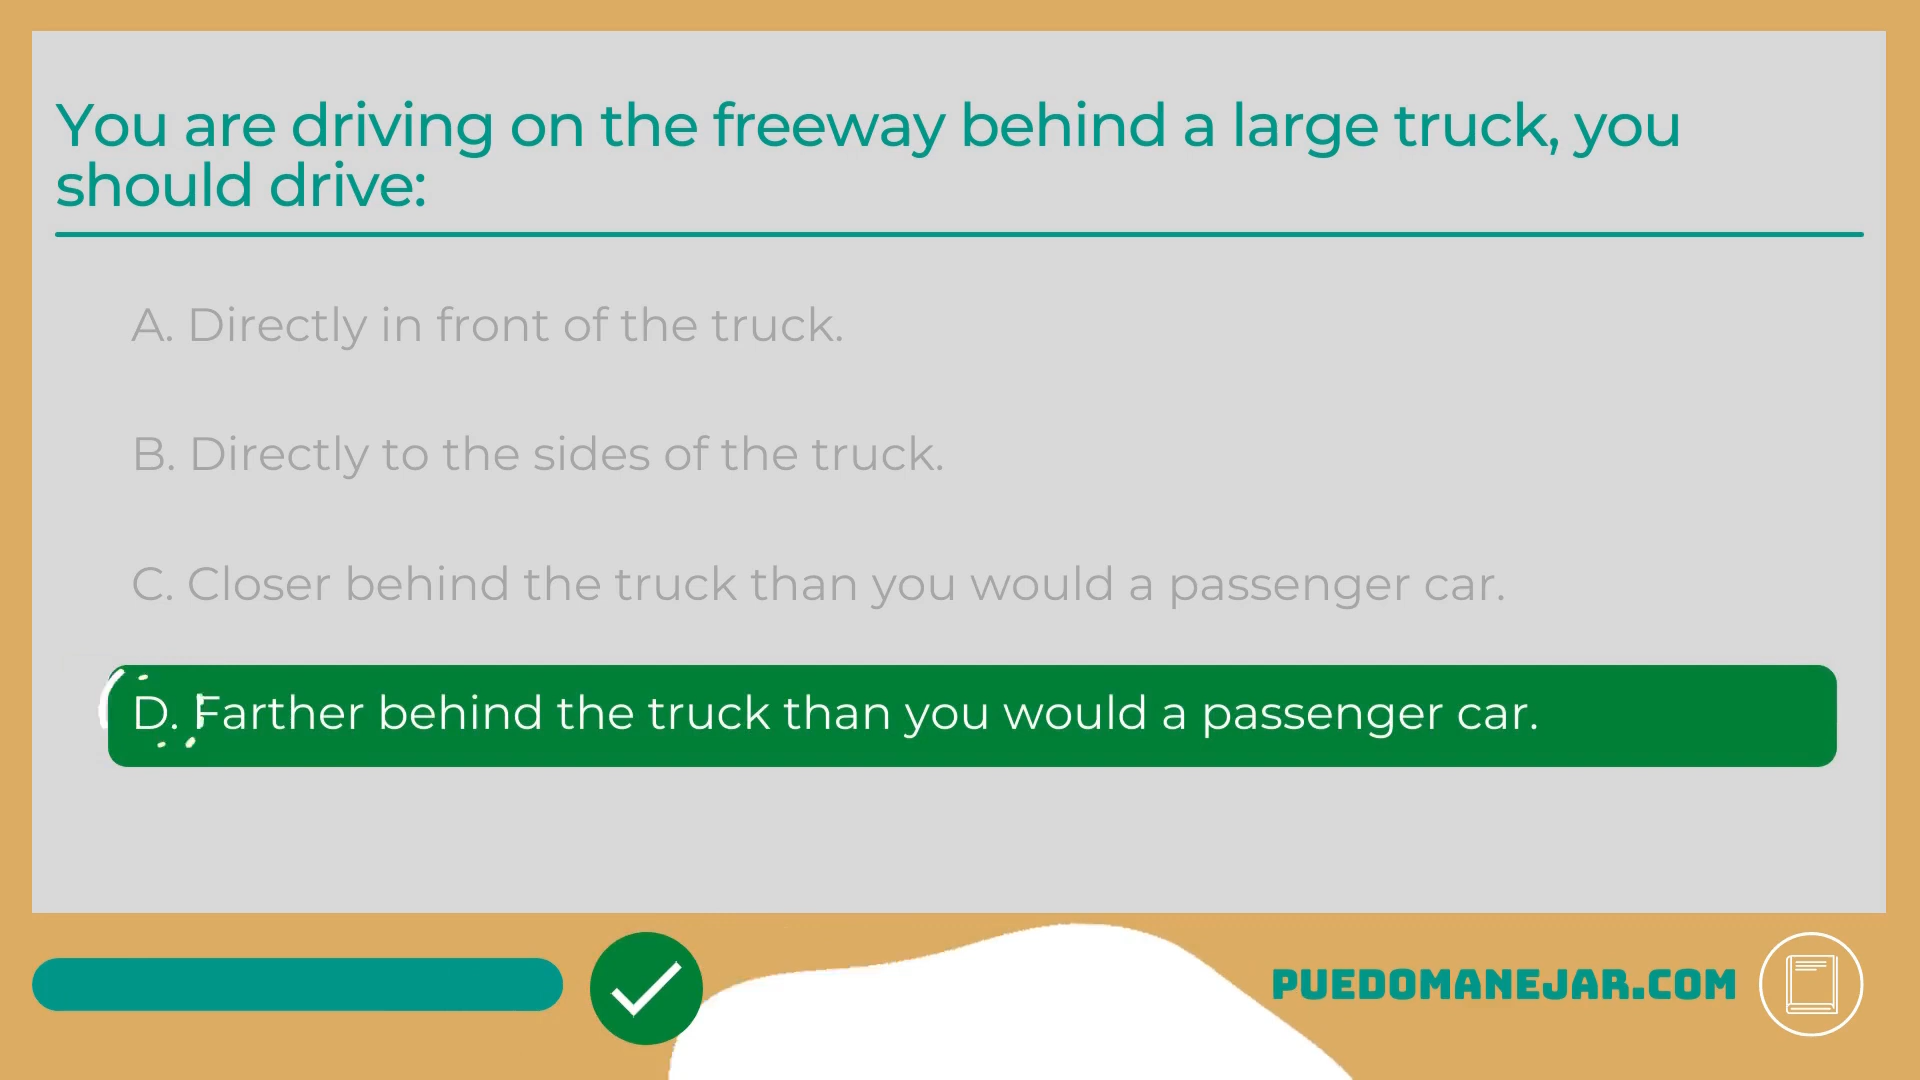 You are driving on the freeway behind a large truck, you
should drive:
A. Directly in front of the truck.
B. Directly to the sides of the truck.
C. Closer behind the truck than you would a passenger car.
D. Farther behind the truck than you would a passenger car.
PUEDOMANEJAR.COM